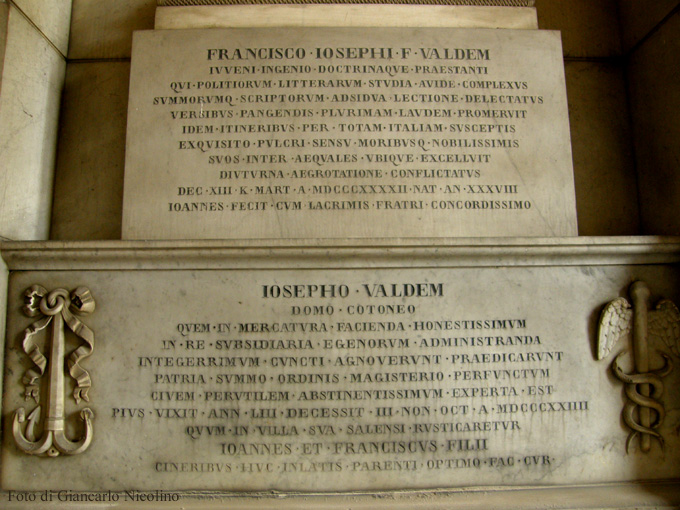 FRANCISCO · IOSEPHI · F · VALDEM
IVVENI · INGENIO · DOCTRINAQVE · PRAESTANTI
QVI · POLITIORVM · LITTERARVM · STVDIA · AVIDE · COMPLEXVS
SVMMORVMQ · SCRIPTORVM · ADSIDVA · LECTIONE · DELECTATVS
VERSIBVS · PANGENDIS · PLVRIMAM · LAVDEM · PROMERVIT
IDEM · ITINERIBVS · PER · TOTAM · ITALIAM · SVSCEPTIS
EXQVISITO · PVLCRI · SENSV · MORIBVSQ · NOBILISSIMIS
SVOS · INTER · AEQVALES · VBIQVE · EXCELLVIT
DIVTVRNA · AEGROTATIONE · CONFLICTATVS
DEC · XIII · K · MART · A · MDCCCXXXXII · NAT · AN · XXXVIII
IOANNES · FECIT · CVM · LACRIMIS · FRATRI · CONCORDISSIMO
IOSEPHO · VALDEM
DOMO · COTONEO
QVEM · IN · MERCATVRA · FACIENDA · HONESTISSIMVM
IN · RE · SVBSIDIARIA · EGENORVM · ADMINISTRANDA
INTEGERRIMVM · CVNCTI · AGNOVERVNT · PRAEDICARVNT
PATRIA · SVMMO · ORDINIS · MAGISTERIO · PERFVNCTVM
CIVEM · PERVTILEM · ABSTINENTISSIMVM · EXPERTA · EST
PIVS · VIXIT · ANN · LIII · DECESSIT · III · NON · OCT · A · MDCCCXXIIII
QVVM · IN · VILLA · SVA · SALENSI · RVSTICARETVR
IOANNES · ET · FRANCISCVS · FILII
CINERIBVS · HVC · INLATIS · PARENTI · OPTIMO · FAC · CVR ·
Foto di Giancarlo Nicolino